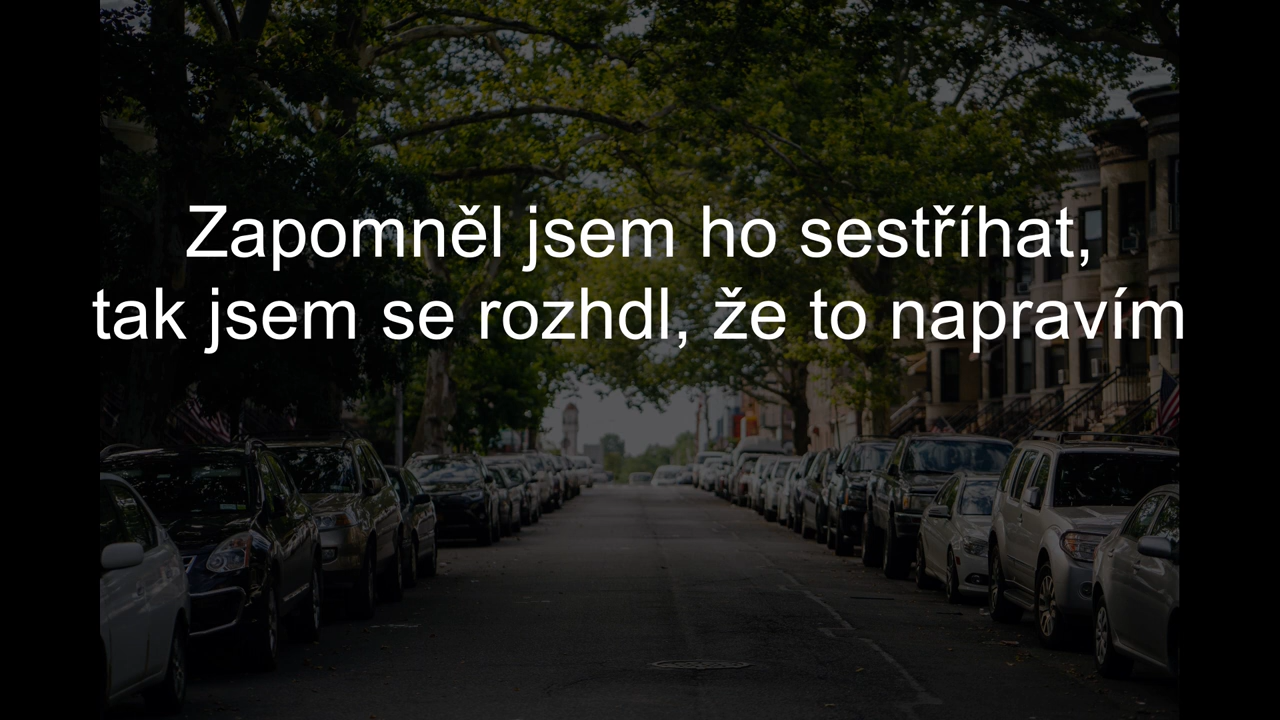 Zapomněl jsem ho sestříhat,
tak jsem se rozhdl, že to napravím